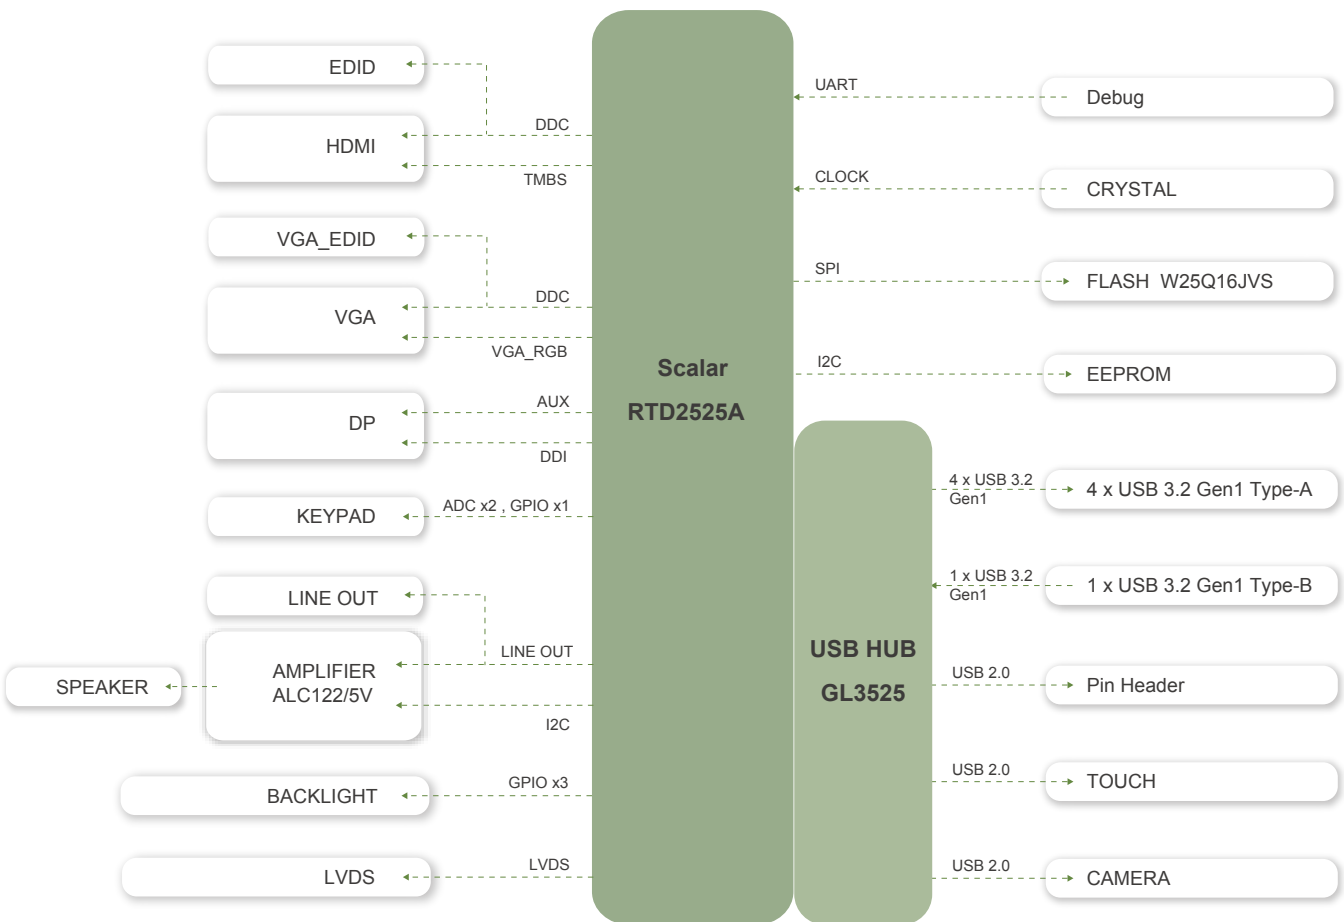 EDID
DDC
HDMI
TMBS
VGA_EDID
DDC
VGA
VGA_RGB
AUX
DP
DDI
KEYPAD
ADC x2 , GPIO x1
LINE OUT
LINE OUT
AMPLIFIER
ALC122/5V
SPEAKER
I2C
GPIO x3
BACKLIGHT
LVDS
LVDS
Scalar
RTD2525A
UART
Debug
CLOCK
CRYSTAL
SPI
FLASH W25Q16JVS
I2C
EEPROM
USB HUB
GL3525
4 x USB 3.2
Gen1
4 x USB 3.2 Gen1 Type-A
1 x USB 3.2
Gen1
1 x USB 3.2 Gen1 Type-B
USB 2.0
Pin Header
USB 2.0
TOUCH
USB 2.0
CAMERA